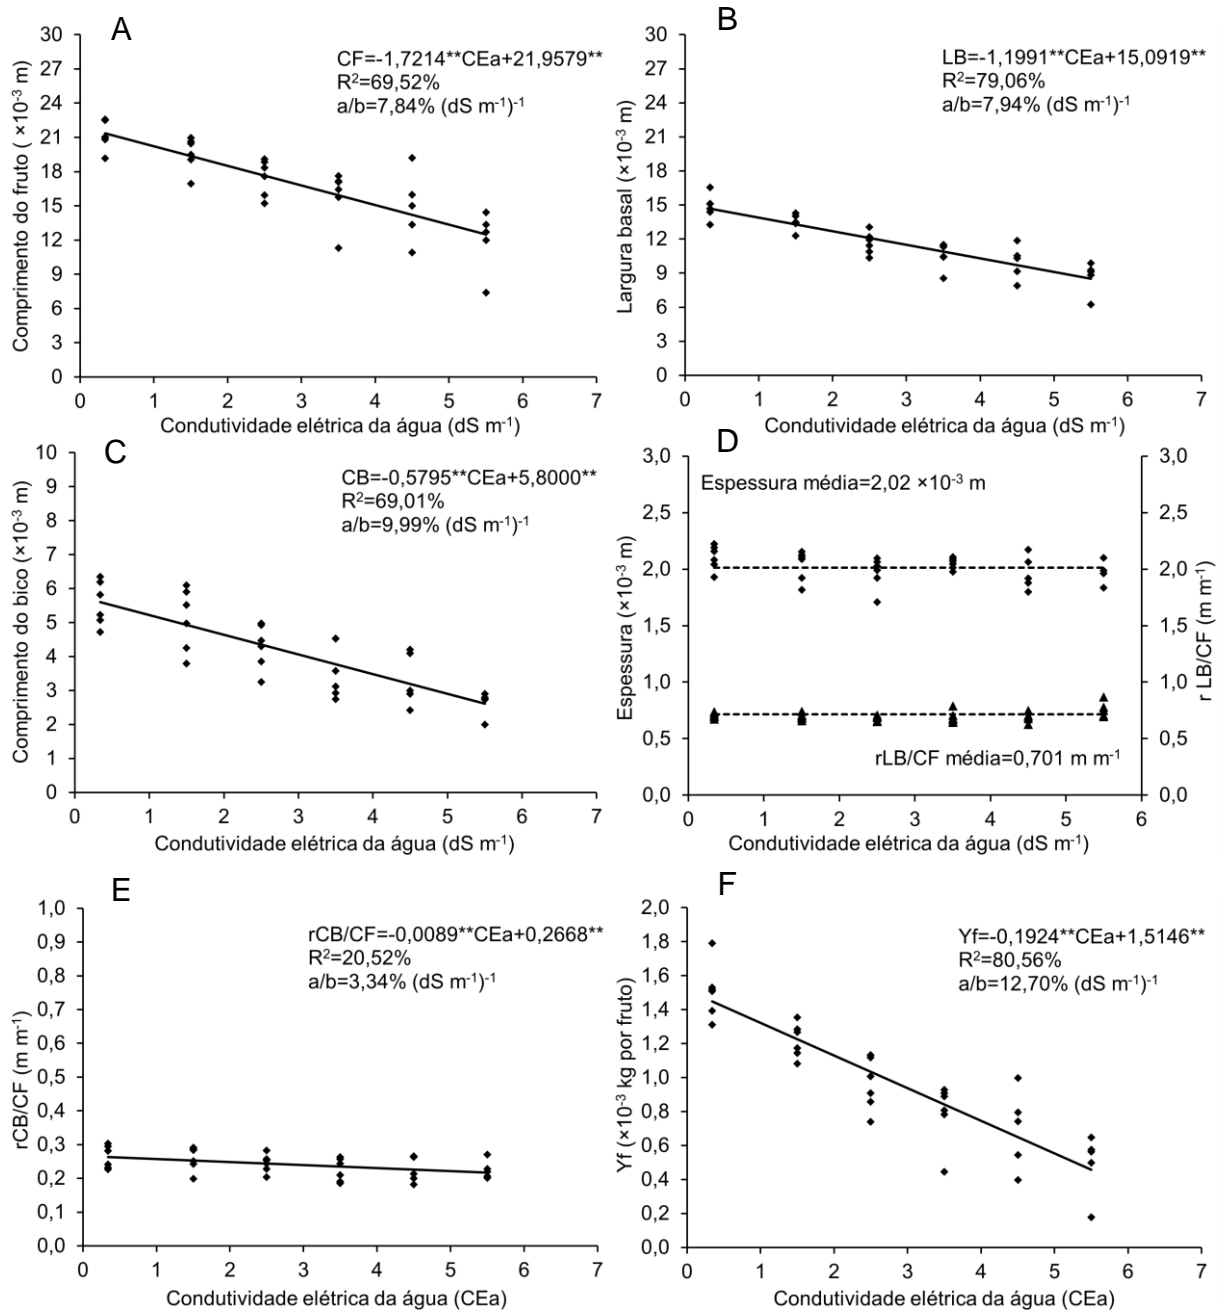 A
CF=-1,7214**CEa+21,9579**
R²=69,52%
a/b=7,84% (dS m⁻¹)⁻¹
Comprimento do fruto ( ×10⁻³ m)
30
27
24
21
18
15
12
9
6
3
0
0 1 2 3 4 5 6 7
Condutividade elétrica da água (dS m⁻¹)
B
LB=-1,1991**CEa+15,0919**
R²=79,06%
a/b=7,94% (dS m⁻¹)⁻¹
Largura basal (×10⁻³ m)
30
27
24
21
18
15
12
9
6
3
0
0 1 2 3 4 5 6 7
Condutividade elétrica da água (dS m⁻¹)
C
CB=-0,5795**CEa+5,8000**
R²=69,01%
a/b=9,99% (dS m⁻¹)⁻¹
Comprimento do bico (×10⁻³ m)
10
9
8
7
6
5
4
3
2
1
0
0 1 2 3 4 5 6 7
Condutividade elétrica da água (dS m⁻¹)
D
Espessura média=2,02 ×10⁻³ m
rLB/CF média=0,701 m m⁻¹
Espessura (×10⁻³ m)
3,0
2,5
2,0
1,5
1,0
0,5
0,0
r LB/CF (m m⁻¹)
3,0
2,5
2,0
1,5
1,0
0,5
0,0
0 1 2 3 4 5 6
Condutividade elétrica da água (dS m⁻¹)
E
rCB/CF=-0,0089**CEa+0,2668**
R²=20,52%
a/b=3,34% (dS m⁻¹)⁻¹
rCB/CF (m m⁻¹)
1,0
0,9
0,8
0,7
0,6
0,5
0,4
0,3
0,2
0,1
0,0
0 1 2 3 4 5 6 7
Condutividade elétrica da água (CEa)
F
Yf=-0,1924**CEa+1,5146**
R²=80,56%
a/b=12,70% (dS m⁻¹)⁻¹
Yf (×10⁻³ kg por fruto)
2,0
1,8
1,6
1,4
1,2
1,0
0,8
0,6
0,4
0,2
0,0
0 1 2 3 4 5 6 7
Condutividade elétrica da água (CEa)